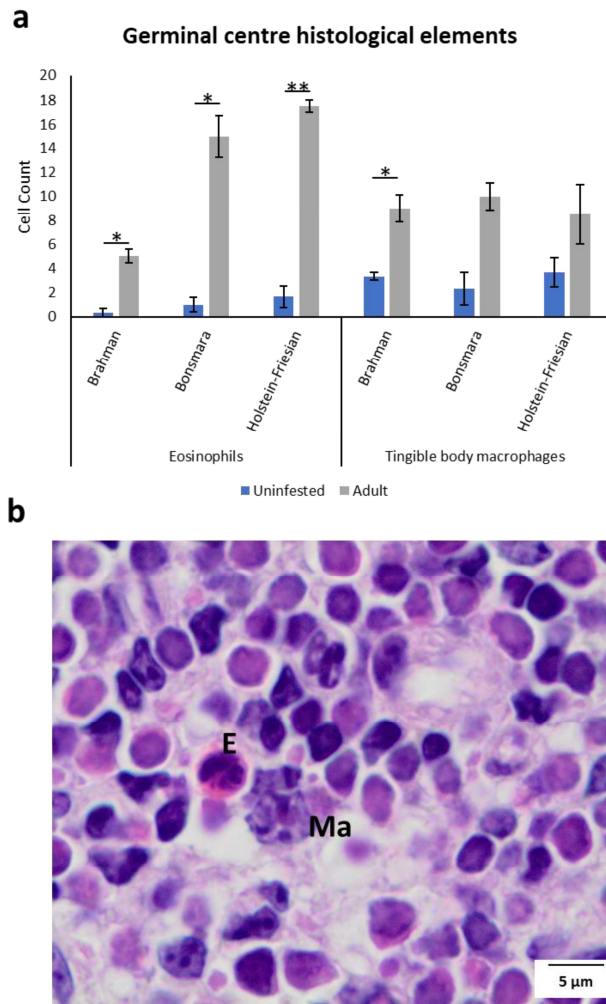 a
Germinal centre histological elements
Cell Count
20
18
16
14
12
10
8
6
4
2
0
*
*
**
*
Brahman
Bonsmara
Holstein-Friesian
Brahman
Bonsmara
Holstein-Friesian
Eosinophils
Tingible body macrophages
Uninfested
Adult
b
E
Ma
5 µm